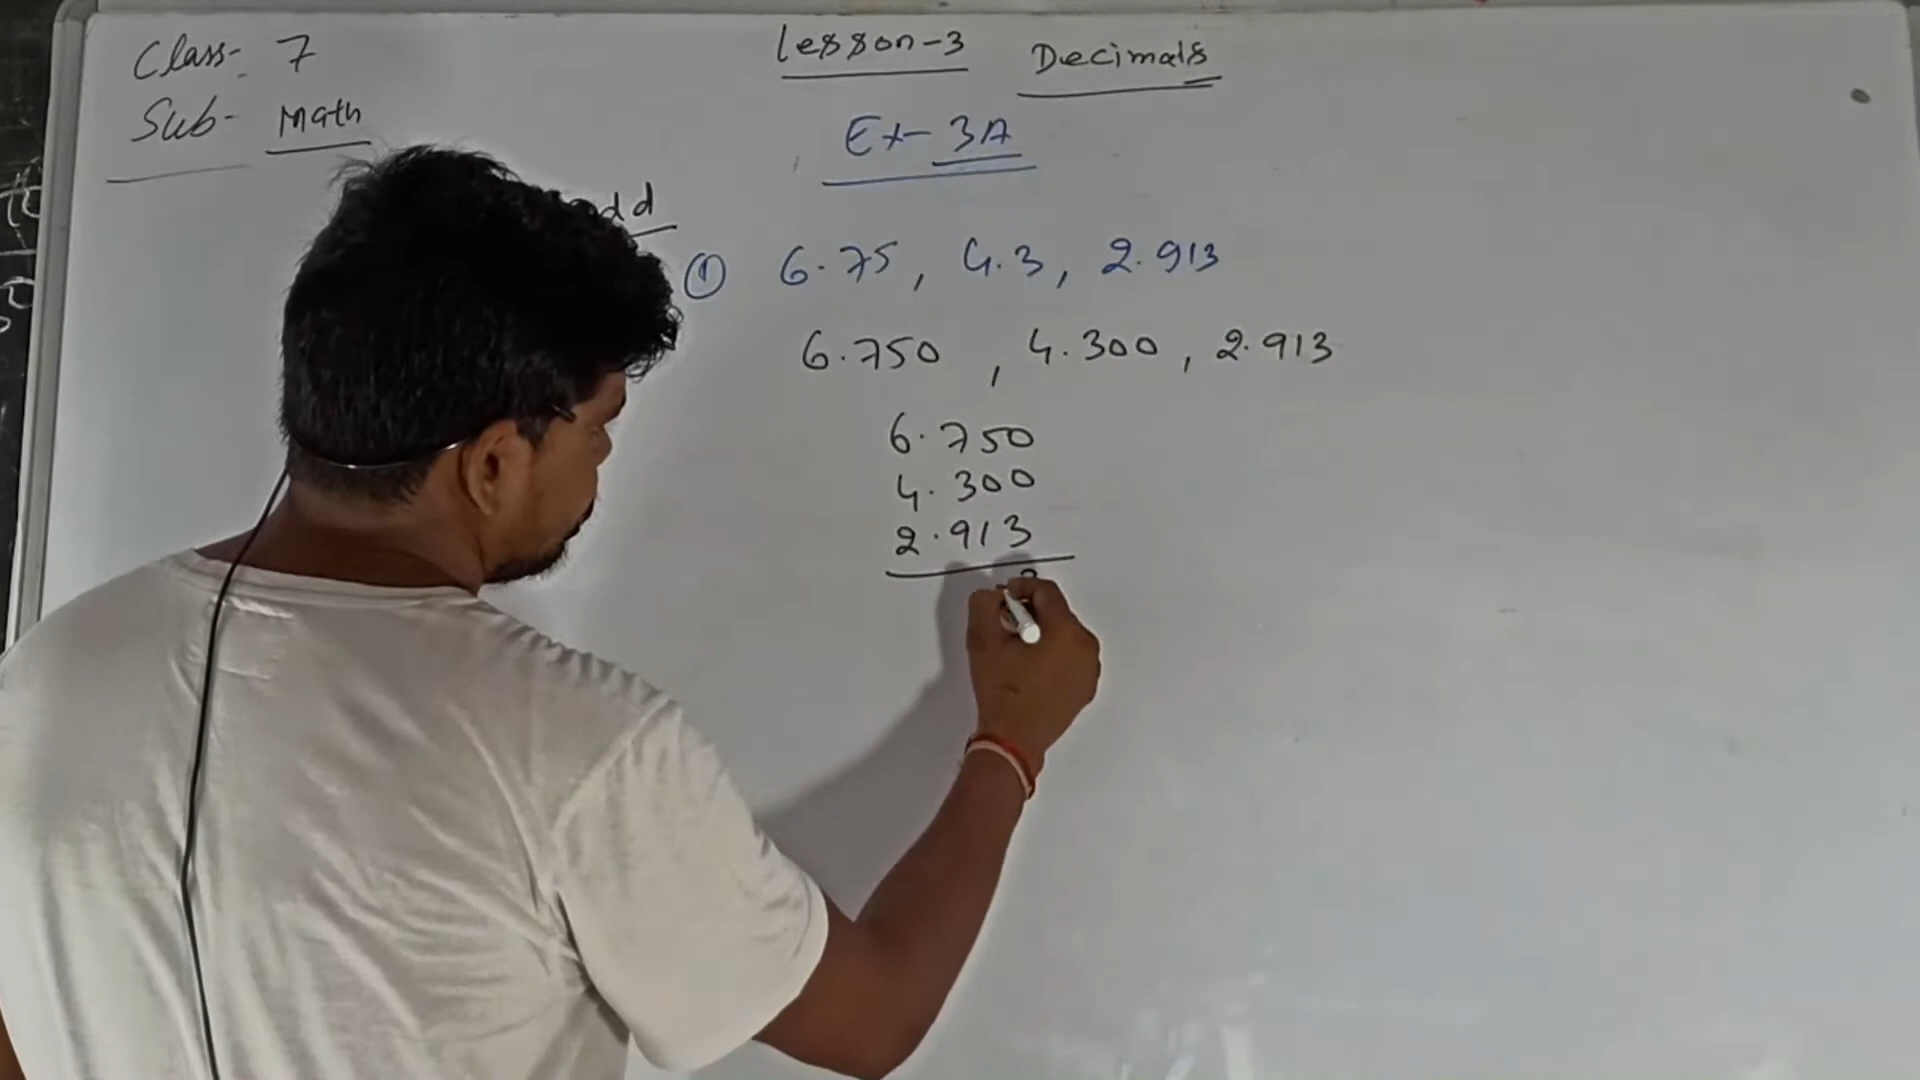 Class- 7
Lesson-3 Decimals
Sub- Math
Ex- 3A
① 6.75, 4.3, 2.913
6.750, 4.300, 2.913
6.750
4.300
2.913